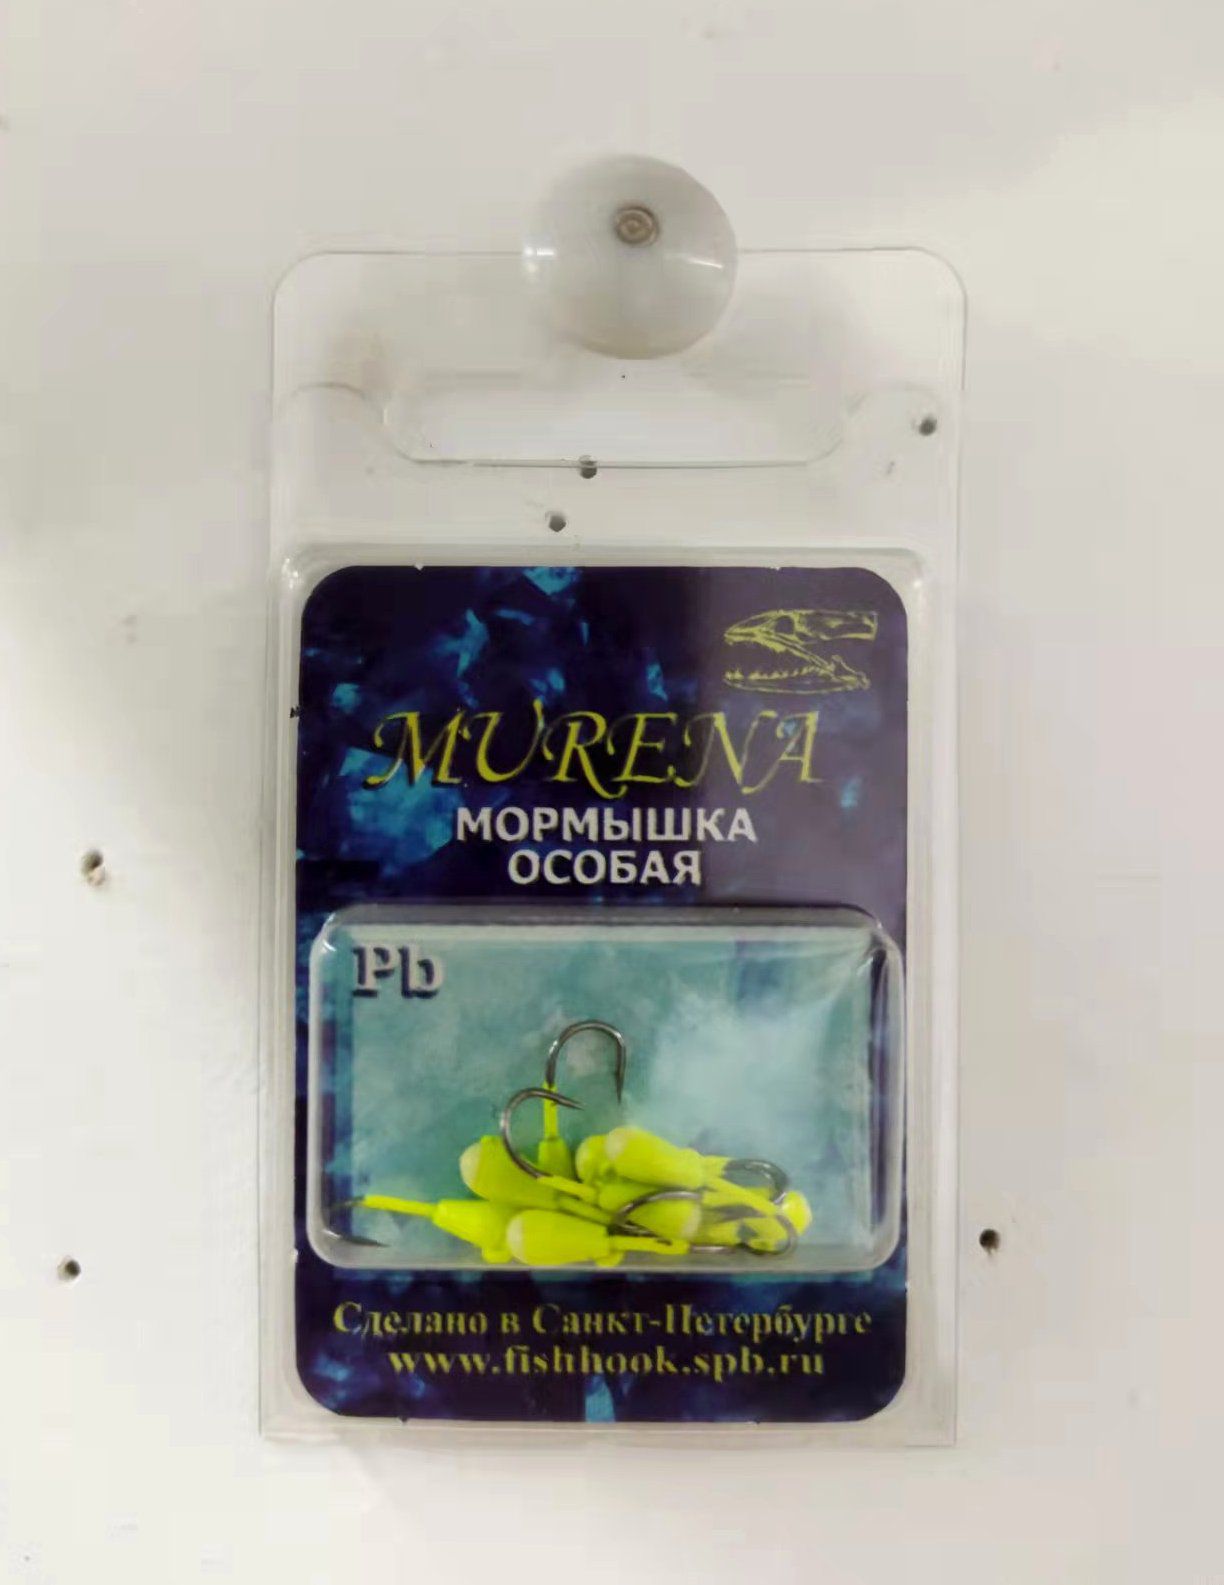 MURENA
МОРМЫШКА
ОСОБАЯ
Pb
Сделано в Санкт-Петербурге
www.fishhook.spb.ru